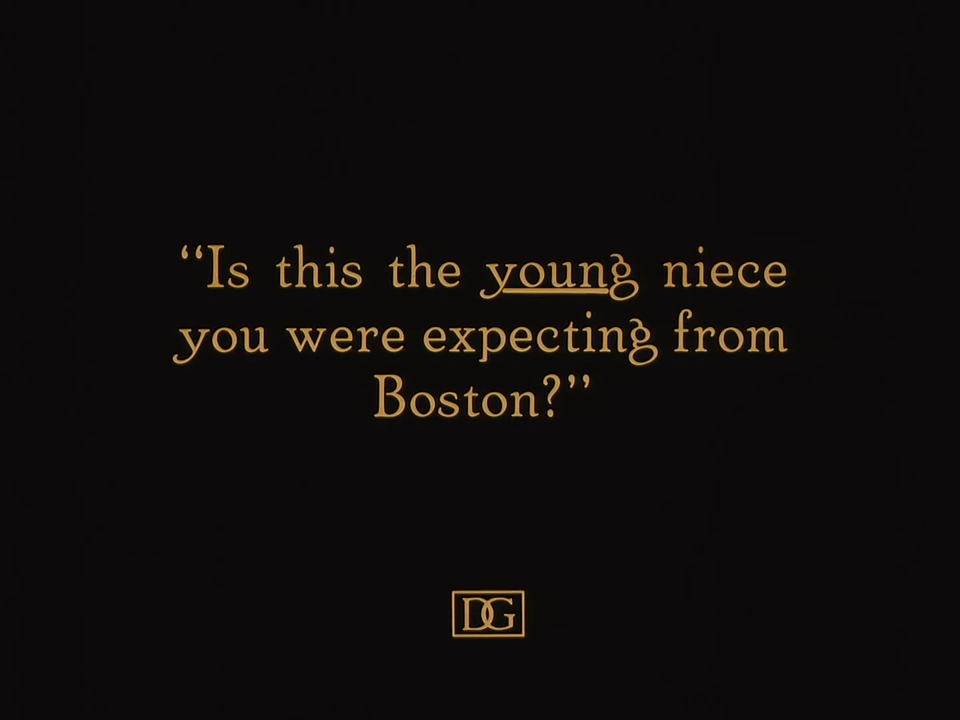 “Is this the young niece
you were expecting from
Boston?”
DG